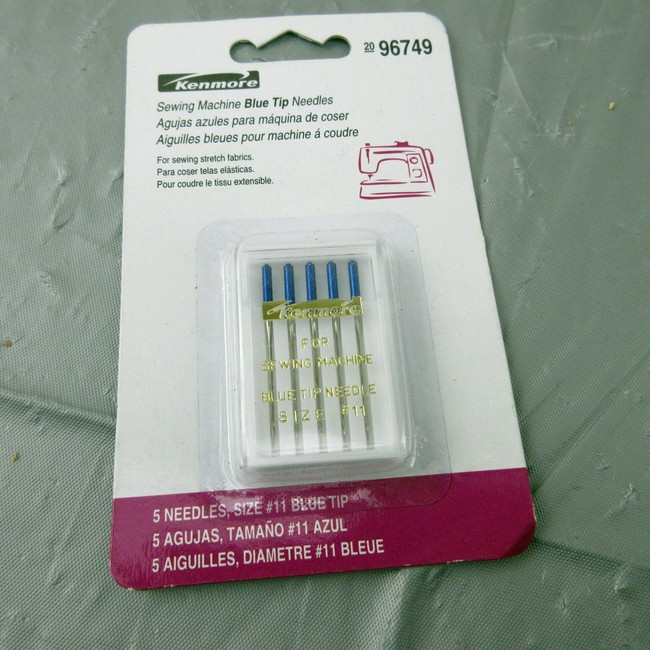 20 96749
Kenmore
Sewing Machine Blue Tip Needles
Agujas azules para máquina de coser
Aiguilles bleues pour machine á coudre
For sewing stretch fabrics.
Para coser telas elásticas.
Pour coudre le tissu extensible.
Kenmore
FOR
SEWING MACHINE
BLUE TIP NEEDLE
SIZE #11
5 NEEDLES, SIZE #11 BLUE TIP
5 AGUJAS, TAMAÑO #11 AZUL
5 AIGUILLES, DIAMETRE #11 BLEUE